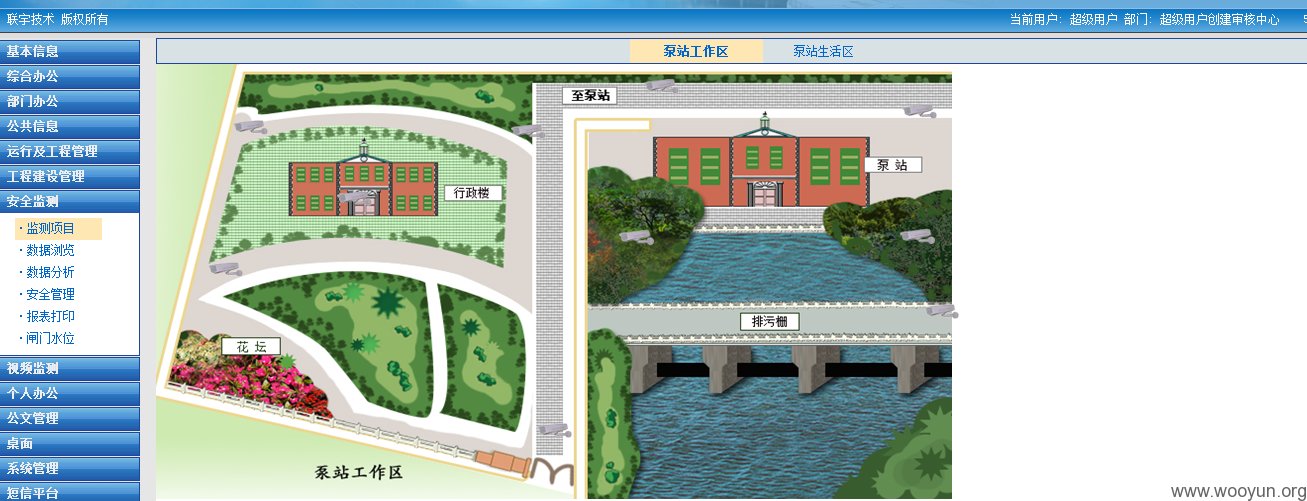 联宇技术 版权所有
当前用户：超级用户 部门：超级用户创建审核中心
基本信息
综合办公
部门办公
公共信息
运行及工程管理
工程建设管理
安全监测
· 监测项目
· 数据浏览
· 数据分析
· 安全管理
· 报表打印
· 闸门水位
视频监测
个人办公
公文管理
桌面
系统管理
短信平台
泵站工作区 泵站生活区
至泵站
泵 站
行政楼
排污栅
花 坛
泵站工作区
www.wooyun.org